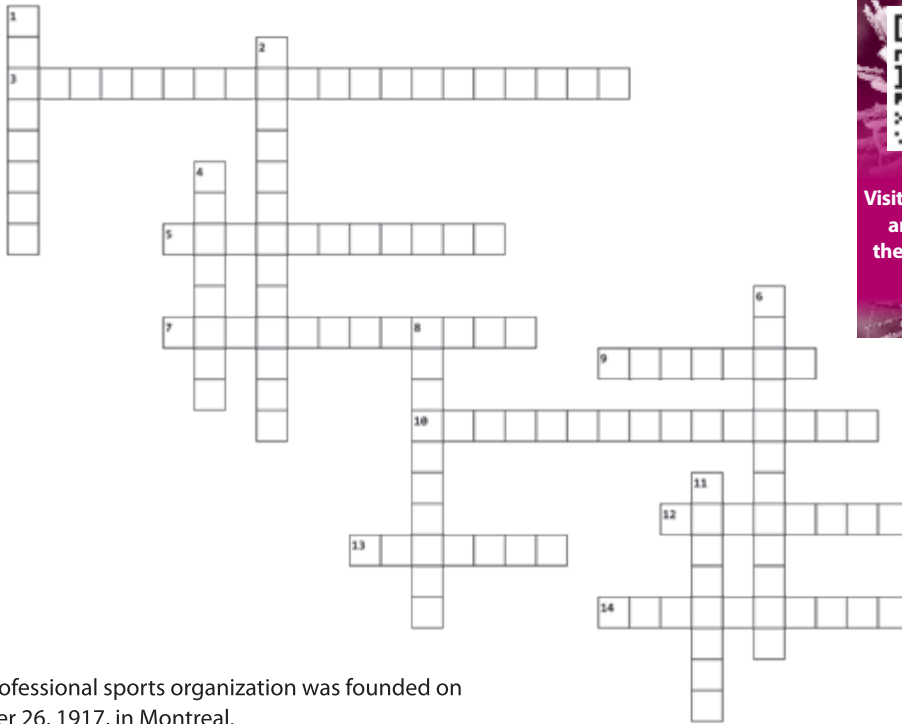 1
2
3
4
5
6
7
8
9
10
11
12
13
14
Visit
ar
the
ofessional sports organization was founded on
er 26, 1917, in Montreal.